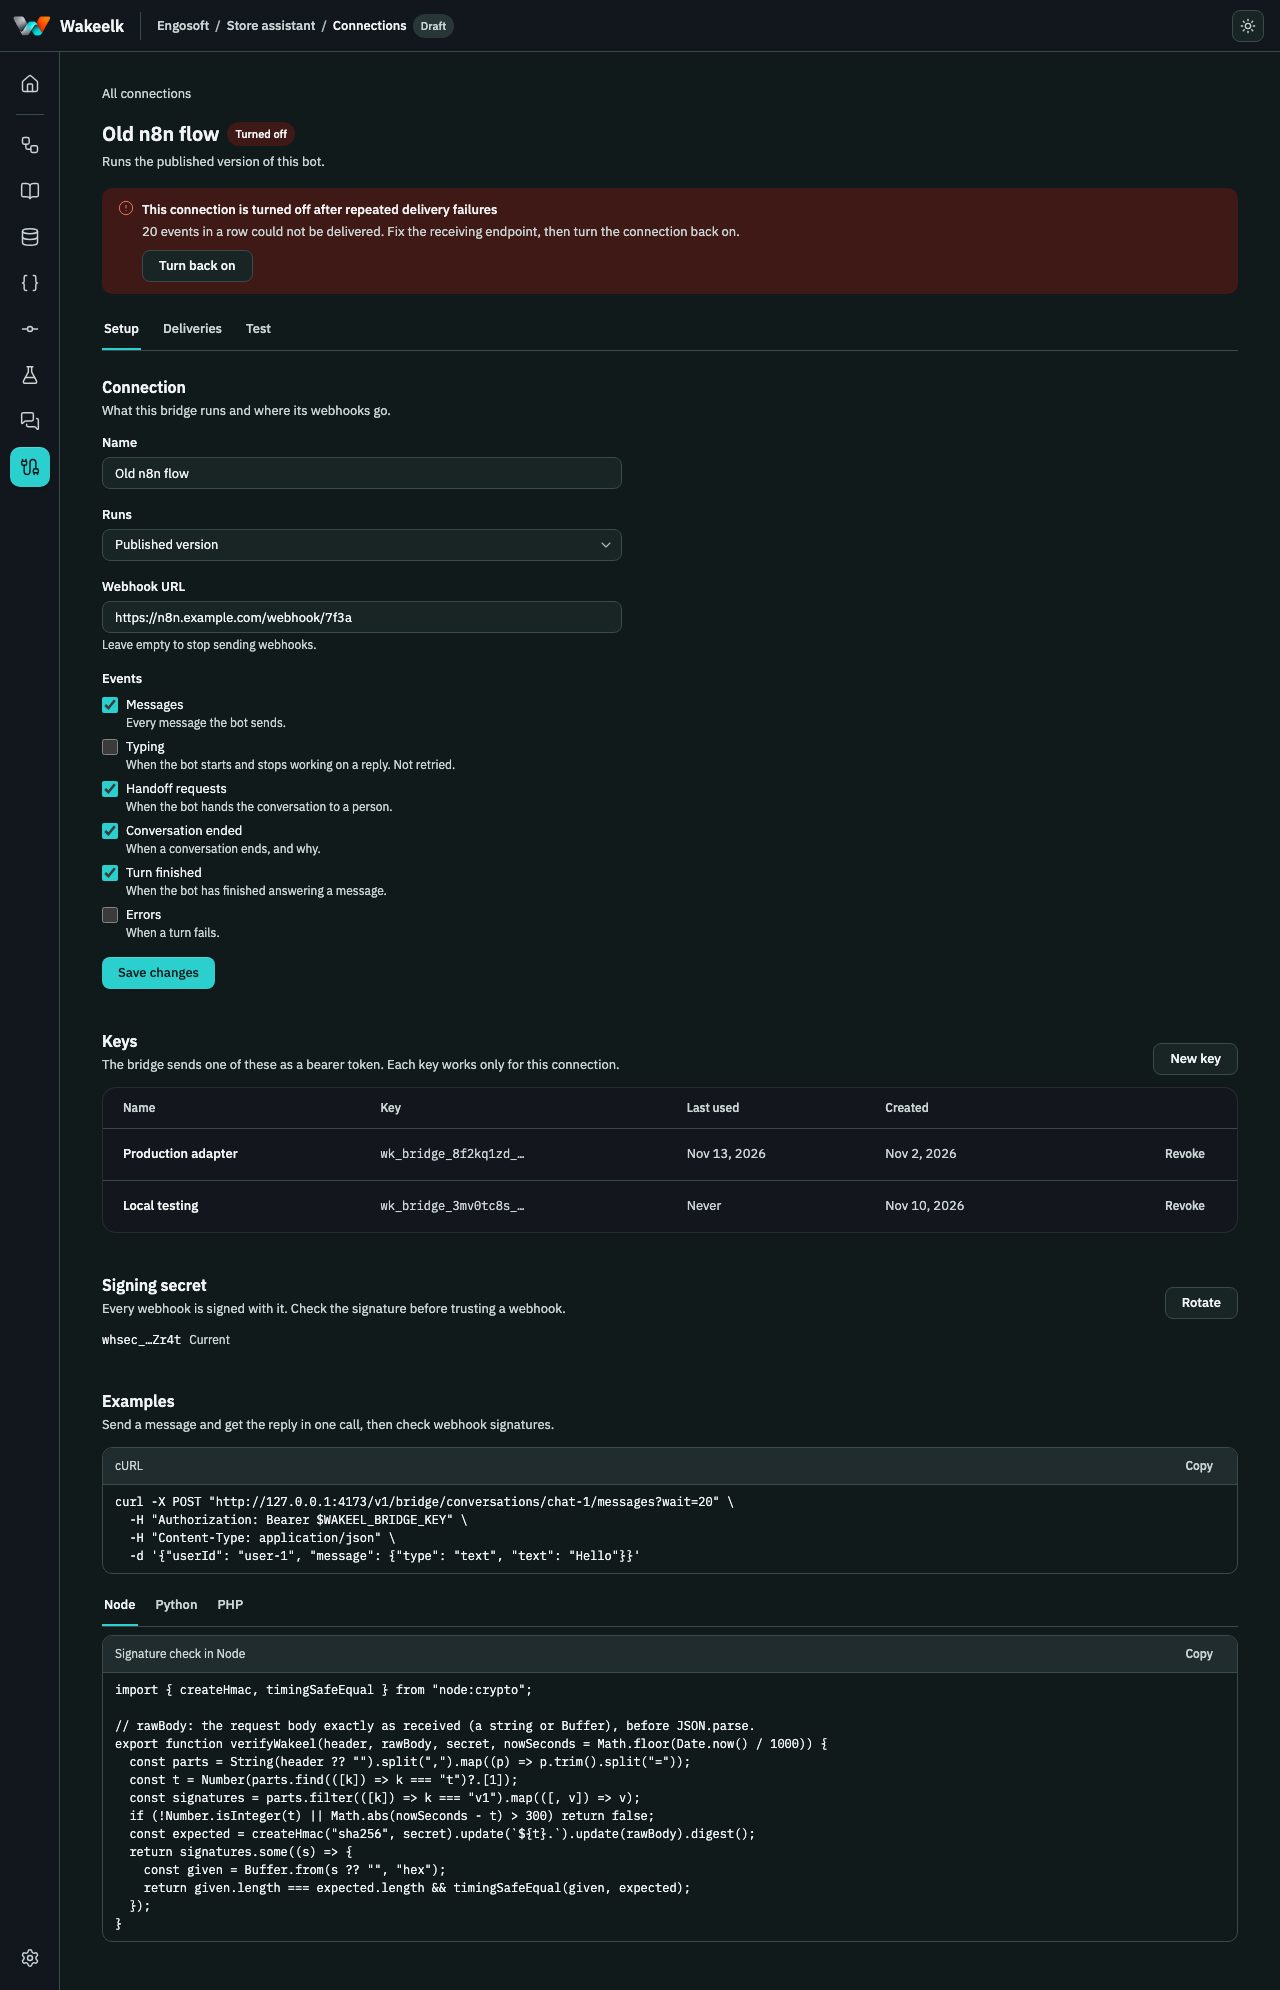 Wakeelk
Engosoft / Store assistant / Connections Draft
All connections
Old n8n flow Turned off
Runs the published version of this bot.
This connection is turned off after repeated delivery failures
20 events in a row could not be delivered. Fix the receiving endpoint, then turn the connection back on.
Turn back on
Setup Deliveries Test
Connection
What this bridge runs and where its webhooks go.
Name
Old n8n flow
Runs
Published version
Webhook URL
https://n8n.example.com/webhook/7f3a
Leave empty to stop sending webhooks.
Events
Messages
Every message the bot sends.
Typing
When the bot starts and stops working on a reply. Not retried.
Handoff requests
When the bot hands the conversation to a person.
Conversation ended
When a conversation ends, and why.
Turn finished
When the bot has finished answering a message.
Errors
When a turn fails.
Save changes
Keys
The bridge sends one of these as a bearer token. Each key works only for this connection.
New key
Name Key Last used Created
Production adapter wk_bridge_8f2kq1zd_… Nov 13, 2026 Nov 2, 2026 Revoke
Local testing wk_bridge_3mv0tc8s_… Never Nov 10, 2026 Revoke
Signing secret
Every webhook is signed with it. Check the signature before trusting a webhook.
Rotate
whsec_…Zr4t Current
Examples
Send a message and get the reply in one call, then check webhook signatures.
cURL Copy
curl -X POST "http://127.0.0.1:4173/v1/bridge/conversations/chat-1/messages?wait=20" \
  -H "Authorization: Bearer $WAKEEL_BRIDGE_KEY" \
  -H "Content-Type: application/json" \
  -d '{"userId": "user-1", "message": {"type": "text", "text": "Hello"}}'
Node Python PHP
Signature check in Node Copy
import { createHmac, timingSafeEqual } from "node:crypto";
// rawBody: the request body exactly as received (a string or Buffer), before JSON.parse.
export function verifyWakeel(header, rawBody, secret, nowSeconds = Math.floor(Date.now() / 1000)) {
  const parts = String(header ?? "").split(",").map((p) => p.trim().split("="));
  const t = Number(parts.find(([k]) => k === "t")?.[1]);
  const signatures = parts.filter(([k]) => k === "v1").map(([, v]) => v);
  if (!Number.isInteger(t) || Math.abs(nowSeconds - t) > 300) return false;
  const expected = createHmac("sha256", secret).update(`${t}.`).update(rawBody).digest();
  return signatures.some((s) => {
    const given = Buffer.from(s ?? "", "hex");
    return given.length === expected.length && timingSafeEqual(given, expected);
  });
}